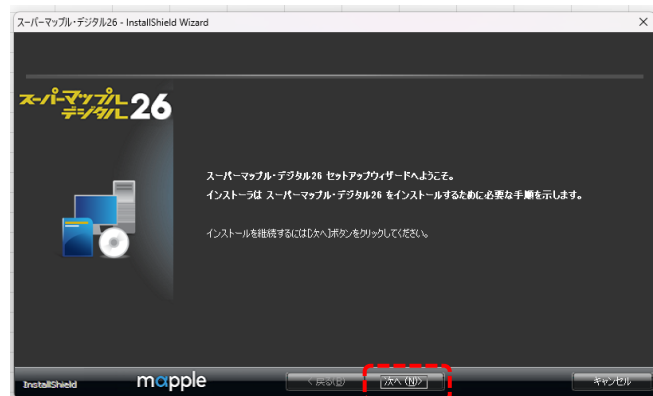 スーパーマップル・デジタル26 - InstallShield Wizard
スーパーマップル
デジタル 26
スーパーマップル・デジタル26 セットアップウィザードへようこそ。
インストーラは スーパーマップル・デジタル26 をインストールするために必要な手順を示します。
インストールを継続するには[次へ]ボタンをクリックしてください。
InstallShield
mapple
< 戻る(B)
次へ (N)>
キャンセル